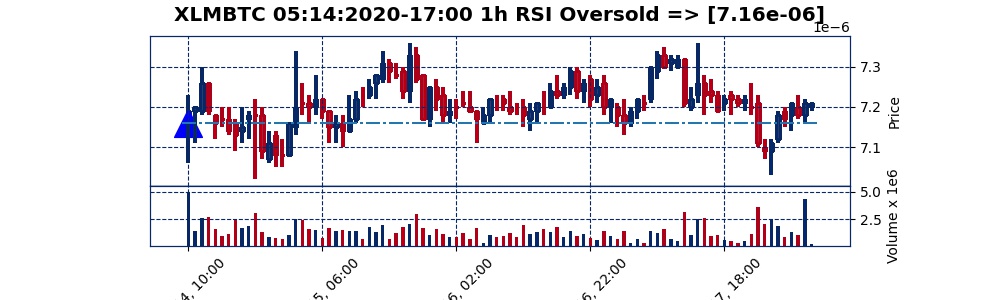 XLMBTC 05:14:2020-17:00 1h RSI Oversold => [7.16e-06]
1e−6
7.3
7.2
7.1
Price
5.0
2.5
Volume x 1e6
4, 10:00
5, 06:00
6, 02:00
6, 22:00
7, 18:00